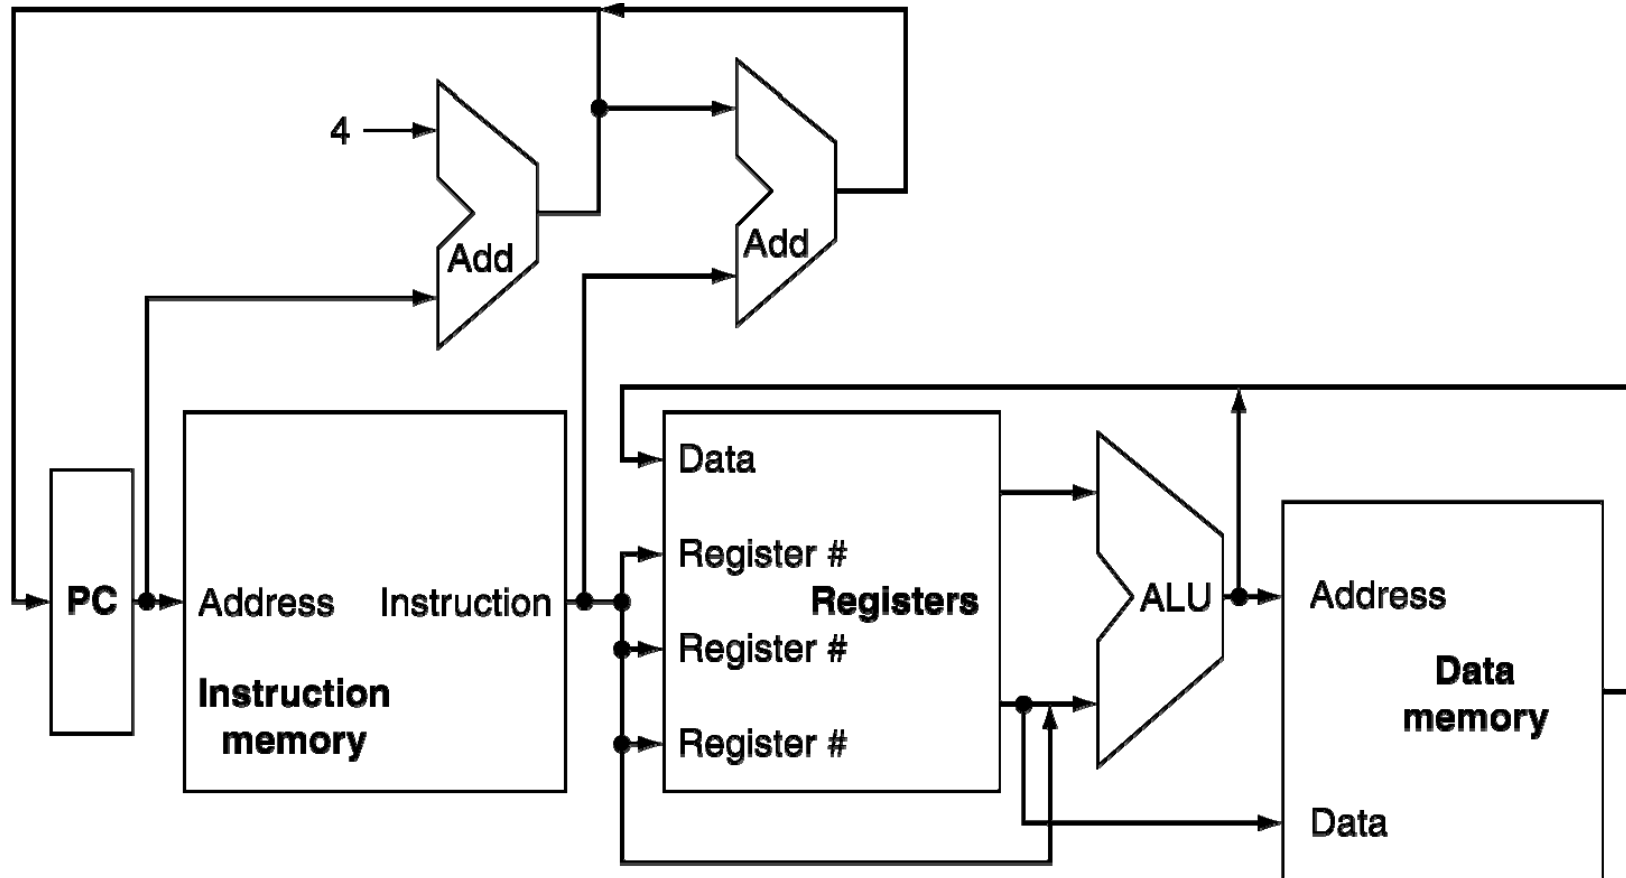 4
Add
Add
Data
Register #
PC
Address
Instruction
Registers
ALU
Address
Register #
Instruction
memory
Data
memory
Register #
Data